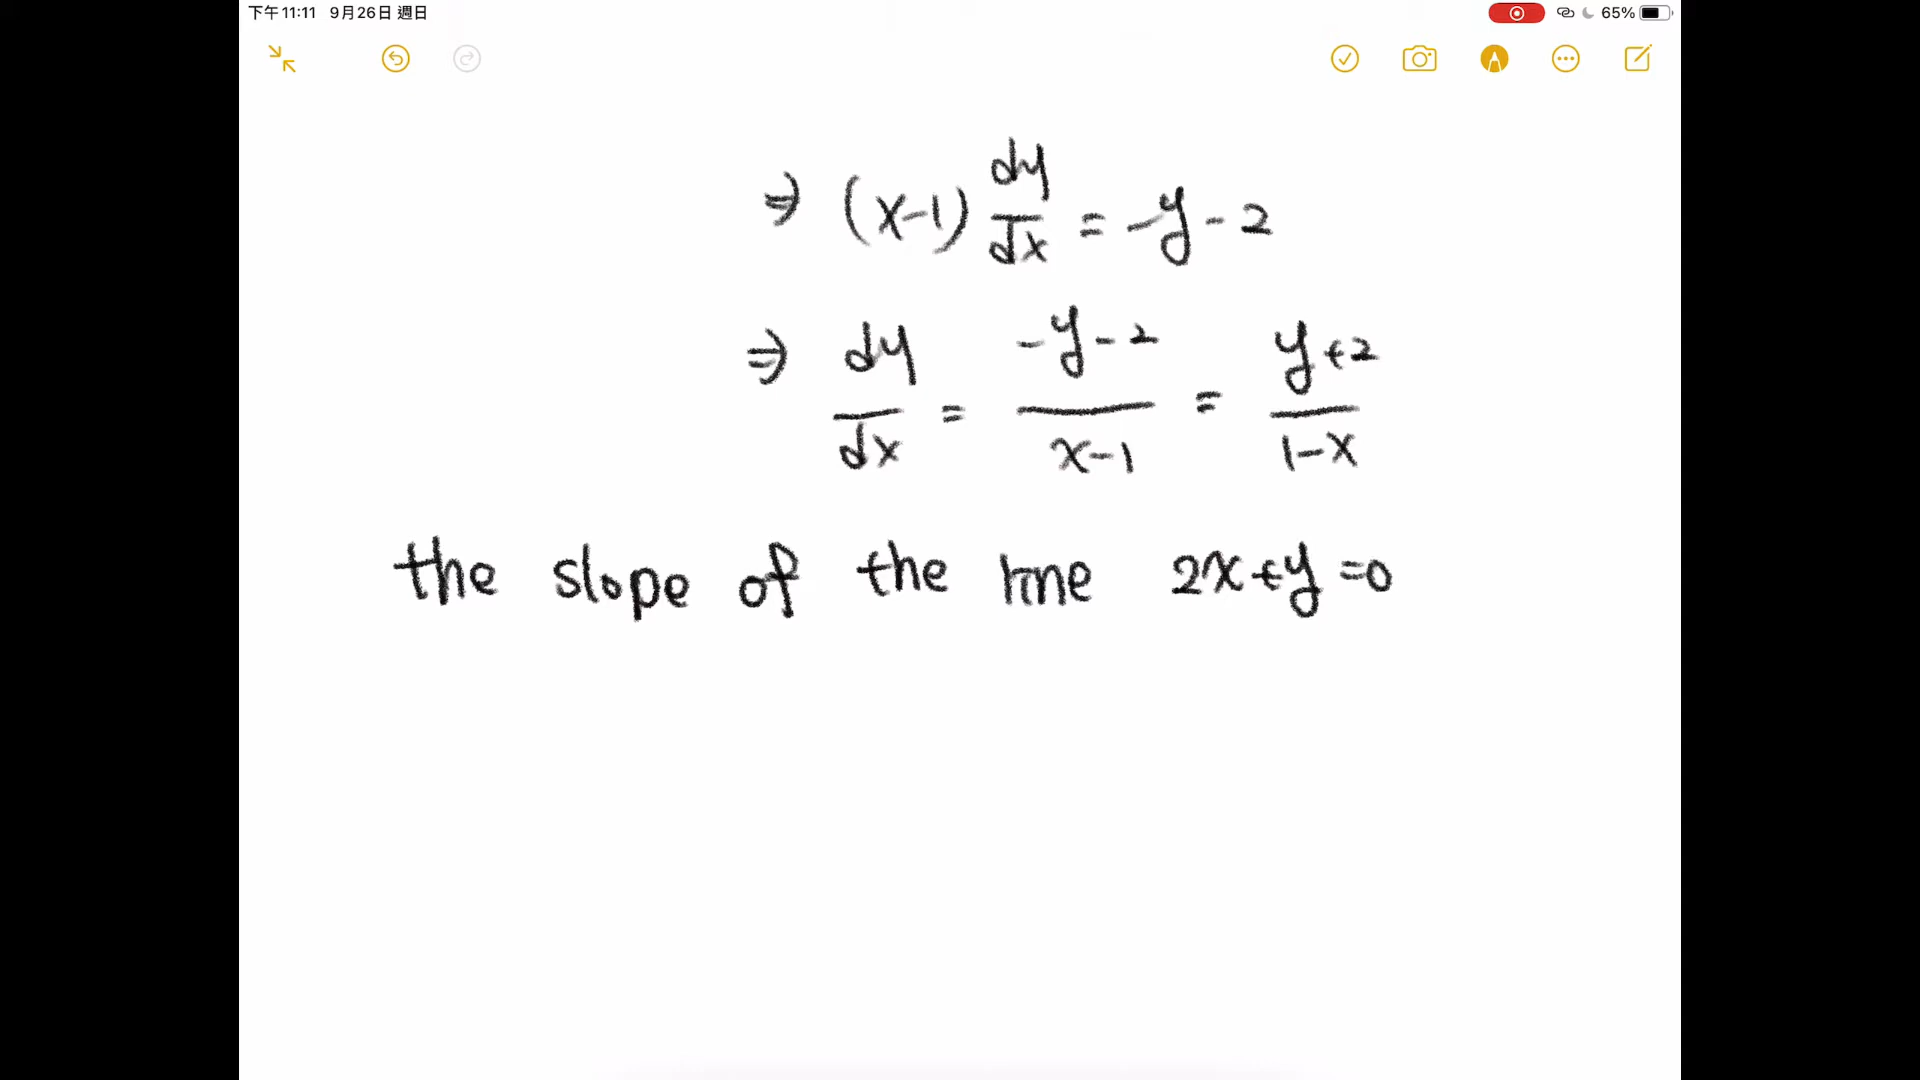 下午11:11 9月26日 週日 65%
⇒ (x-1) dy/dx = -y-2
⇒ dy/dx = -y-2/x-1 = y+2/1-x
the slope of the line 2x+y=0